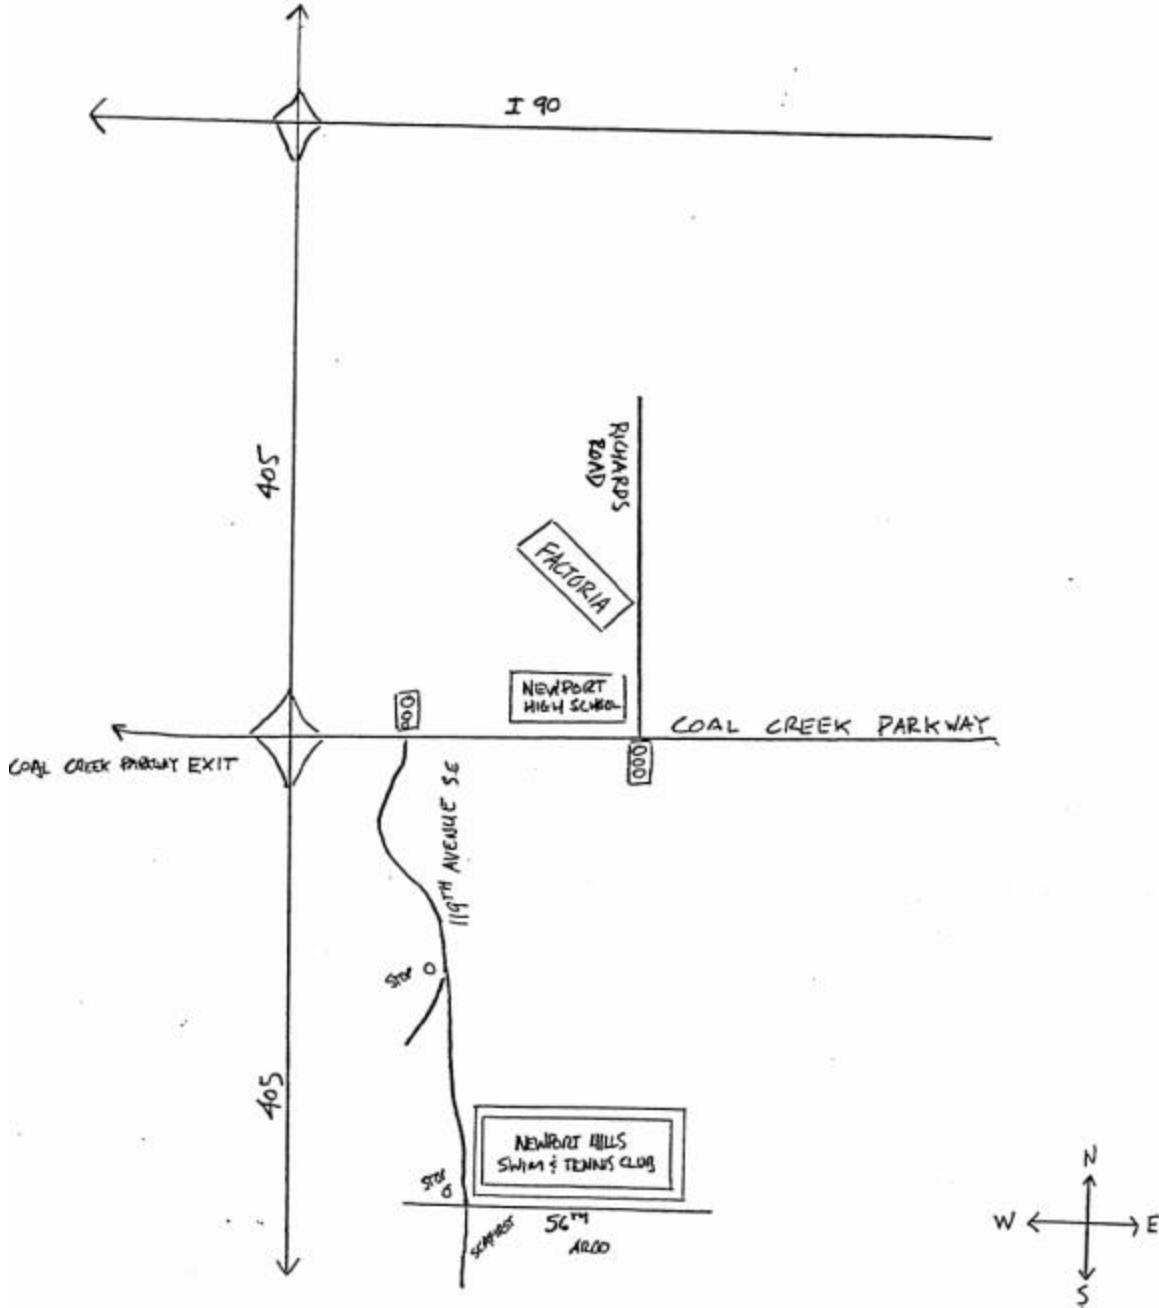 I 90
405
RICHARDS
ROAD
FACTORIA
NEWPORT
HIGH SCHOOL
COAL CREEK PARKWAY
COAL CREEK PARKWAY EXIT
119TH AVENUE SE
STOP
405
NEWPORT HILLS
SWIM & TENNIS CLUB
STOP
SEAFIRST
56TH
ARCO
N
W E
S